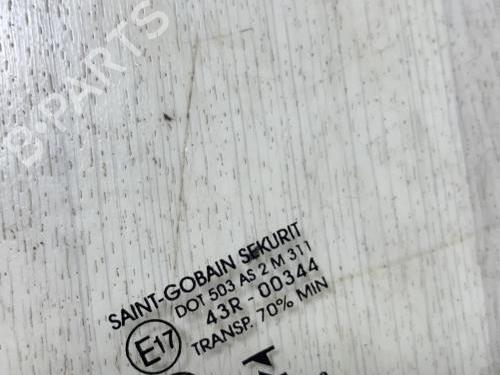 B-PARTS
SAINT-GOBAIN SEKURIT
DOT 503 AS 2 M 311
43R - 00344
E17 TRANSP. 70% MIN